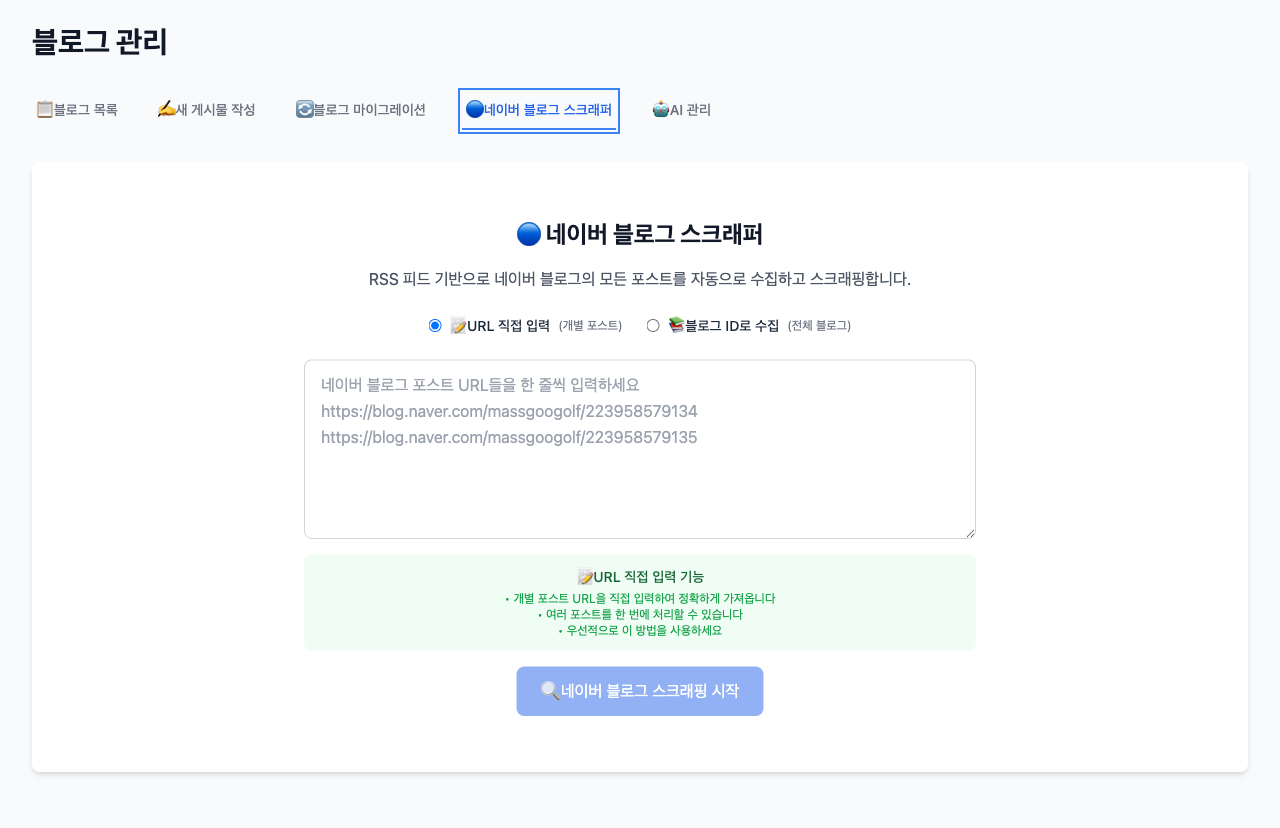 블로그 관리
📋블로그 목록
✍️새 게시물 작성
🔄블로그 마이그레이션
🔵네이버 블로그 스크래퍼
🤖AI 관리
🔵 네이버 블로그 스크래퍼
RSS 피드 기반으로 네이버 블로그의 모든 포스트를 자동으로 수집하고 스크래핑합니다.
📝URL 직접 입력 (개별 포스트)
📚블로그 ID로 수집 (전체 블로그)
네이버 블로그 포스트 URL들을 한 줄씩 입력하세요
https://blog.naver.com/massgoogolf/223958579134
https://blog.naver.com/massgoogolf/223958579135
📝URL 직접 입력 기능
• 개별 포스트 URL을 직접 입력하여 정확하게 가져옵니다
• 여러 포스트를 한 번에 처리할 수 있습니다
• 우선적으로 이 방법을 사용하세요
🔍네이버 블로그 스크래핑 시작